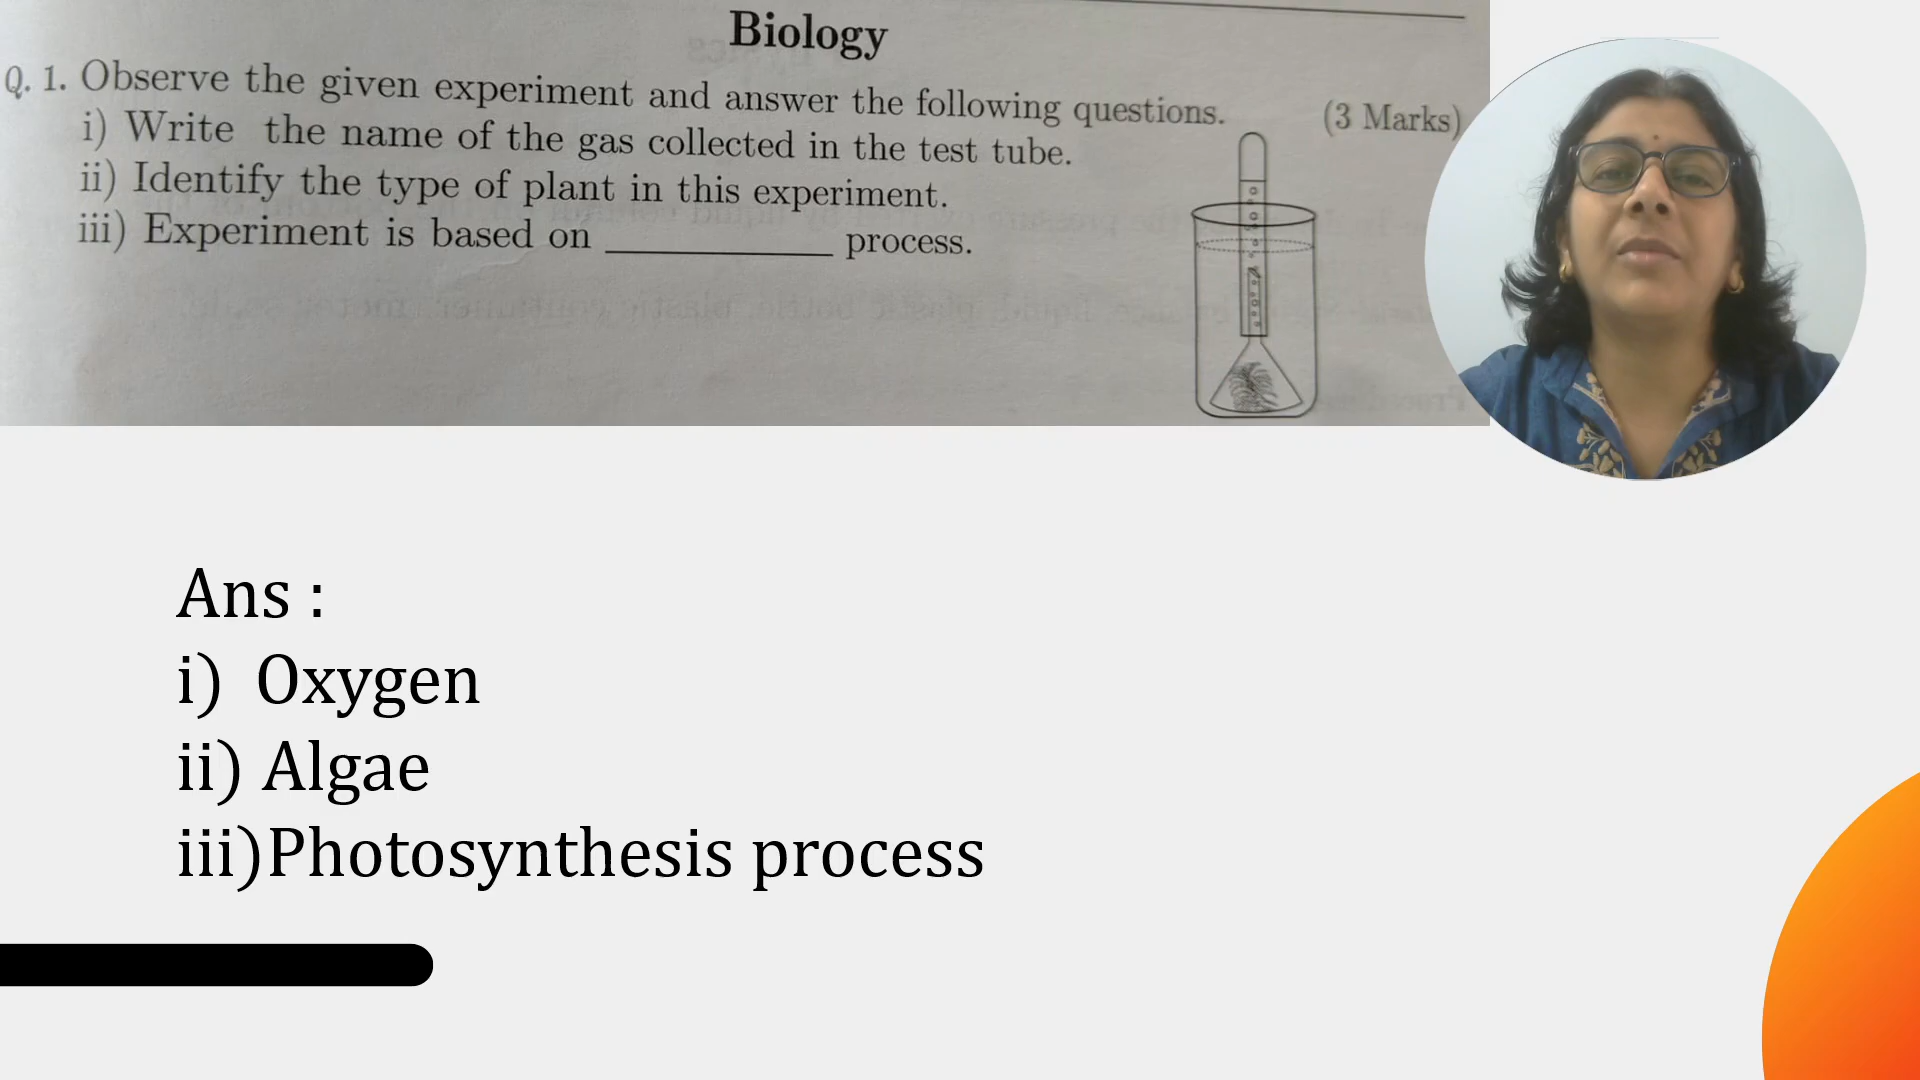 Biology
Q. 1. Observe the given experiment and answer the following questions. (3 Marks)
i) Write the name of the gas collected in the test tube.
ii) Identify the type of plant in this experiment.
iii) Experiment is based on ____________ process.
Ans :
i) Oxygen
ii) Algae
iii)Photosynthesis process